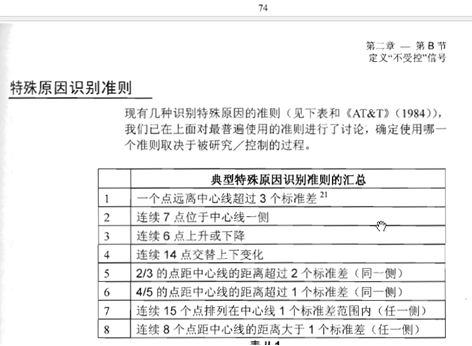 74
第二章 — 第 B 节
定义“不受控”信号
特殊原因识别准则
现有几种识别特殊原因的准则（见下表和《AT&T》（1984）），
我们已在上面对最普遍使用的准则进行了讨论，确定使用哪一
个准则取决于被研究／控制的过程。
典型特殊原因识别准则的汇总
1 一个点远离中心线超过 3 个标准差 21
2 连续 7 点位于中心线一侧
3 连续 6 点上升或下降
4 连续 14 点交替上下变化
5 2/3 的点距中心线的距离超过 2 个标准差（同一侧）
6 4/5 的点距中心线的距离超过 1 个标准差（同一侧）
7 连续 15 个点排列在中心线 1 个标准差范围内（任一侧）
8 连续 8 个点距中心线的距离大于 1 个标准差（任一侧）
表 II.1